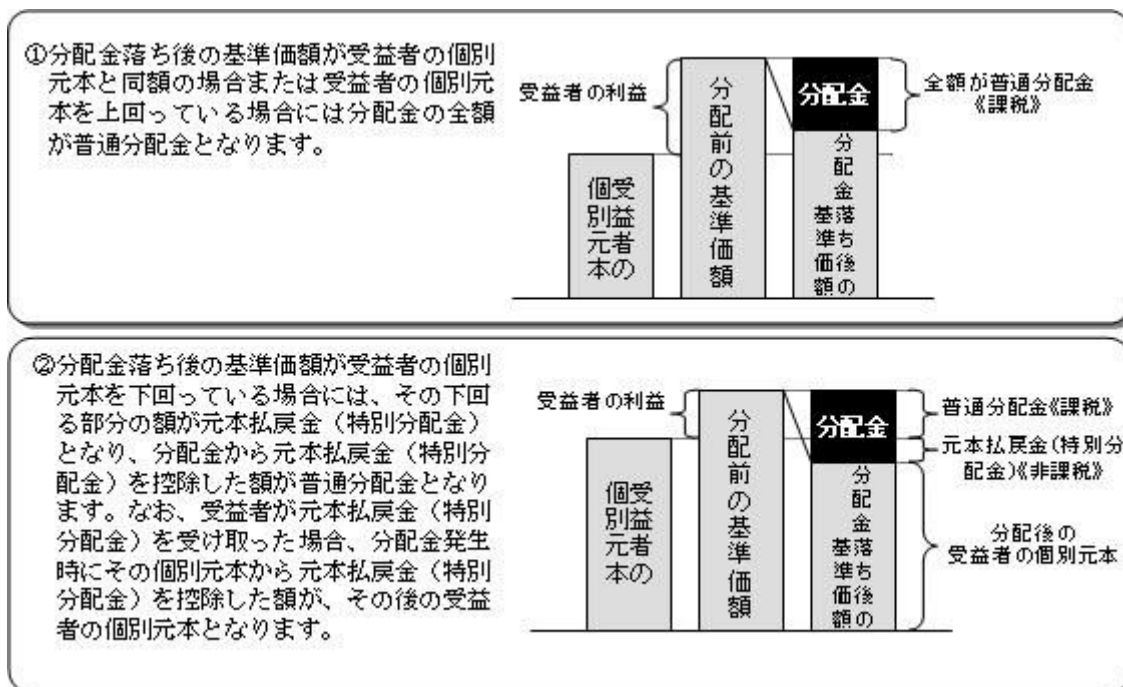 ①分配金落ち後の基準価額が受益者の個別
元本と同額の場合または受益者の個別元
本を上回っている場合には分配金の全額
が普通分配金となります。
受益者の利益
受益者の
個別元本
分配前の基準価額
分配金
分配金落ち後の
基準価額
全額が普通分配金
《課税》
②分配金落ち後の基準価額が受益者の個別
元本を下回っている場合には、その下回
る部分の額が元本払戻金（特別分配金）
となり、分配金から元本払戻金（特別分
配金）を控除した額が普通分配金となり
ます。なお、受益者が元本払戻金（特別
分配金）を受け取った場合、分配金発生
時にその個別元本から元本払戻金（特別
分配金）を控除した額が、その後の受益
者の個別元本となります。
受益者の利益
受益者の
個別元本
分配前の基準価額
分配金
分配金落ち後の
基準価額
普通分配金《課税》
元本払戻金（特別分
配金）《非課税》
分配後の
受益者の個別元本